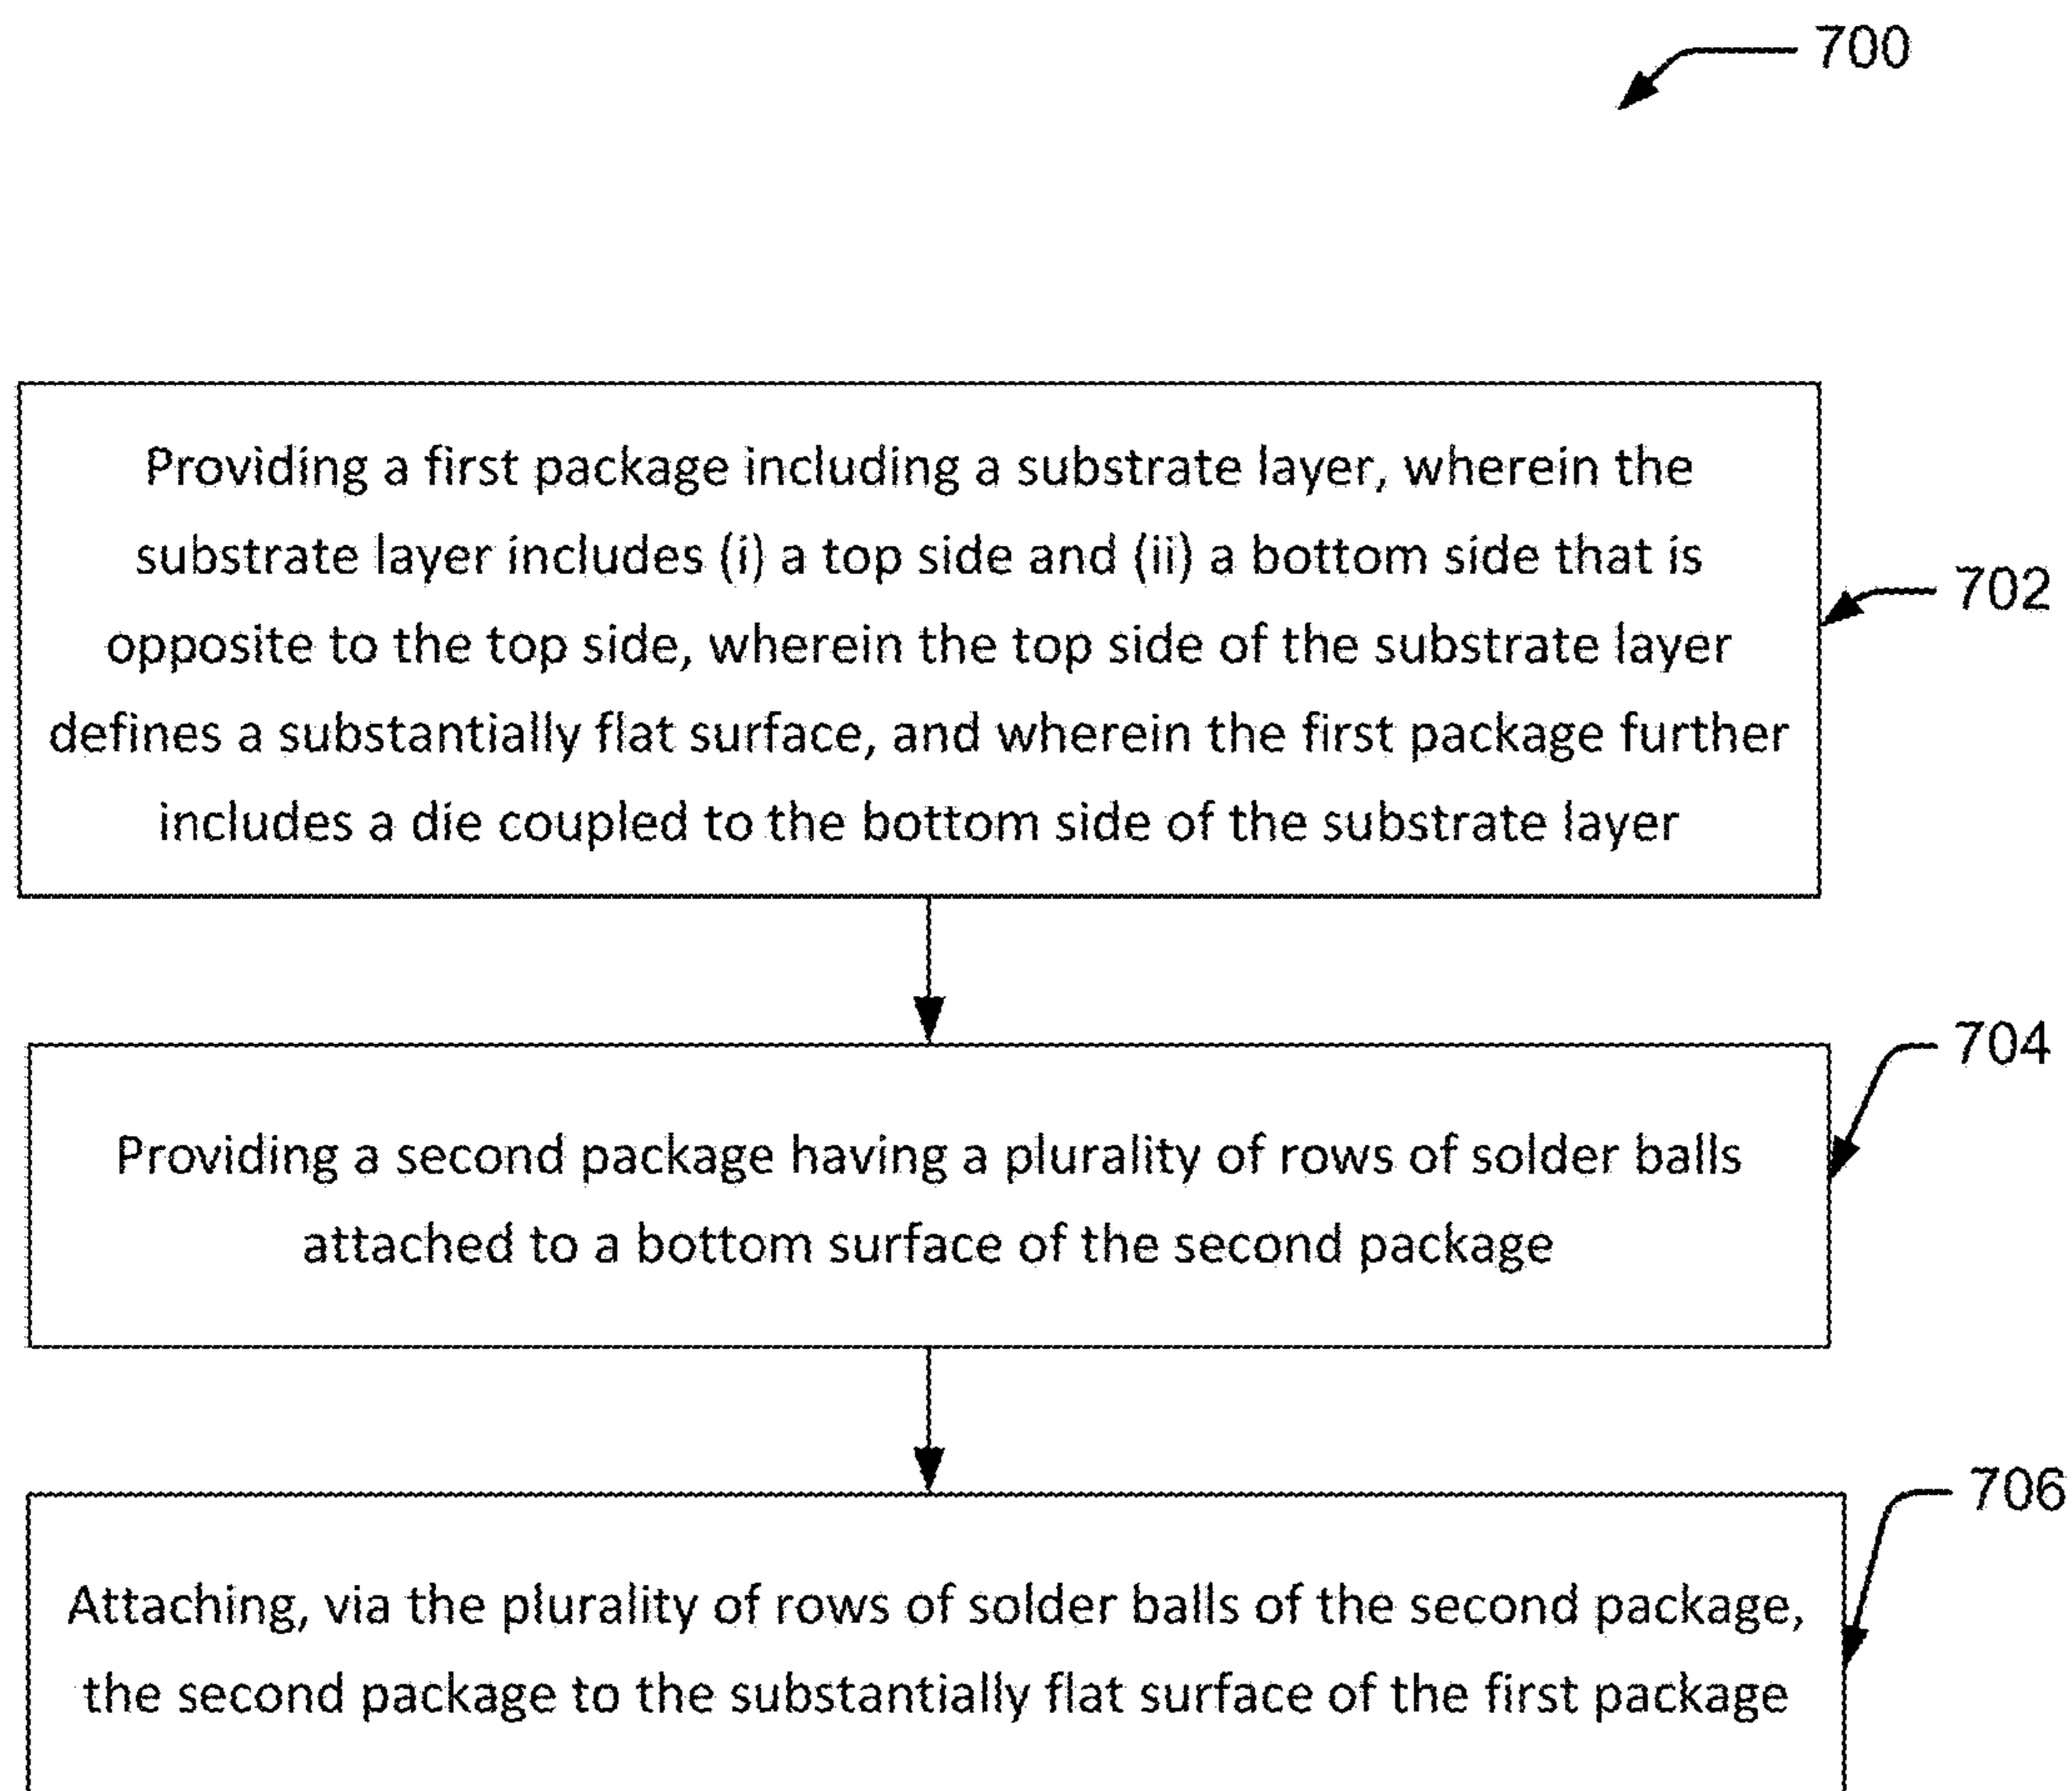 700
Providing a first package including a substrate layer, wherein the
substrate layer includes (i) a top side and (ii) a bottom side that is
opposite to the top side, wherein the top side of the substrate layer
defines a substantially flat surface, and wherein the first package further
includes a die coupled to the bottom side of the substrate layer
702
704
Providing a second package having a plurality of rows of solder balls
attached to a bottom surface of the second package
706
Attaching, via the plurality of rows of solder balls of the second package,
the second package to the substantially flat surface of the first package